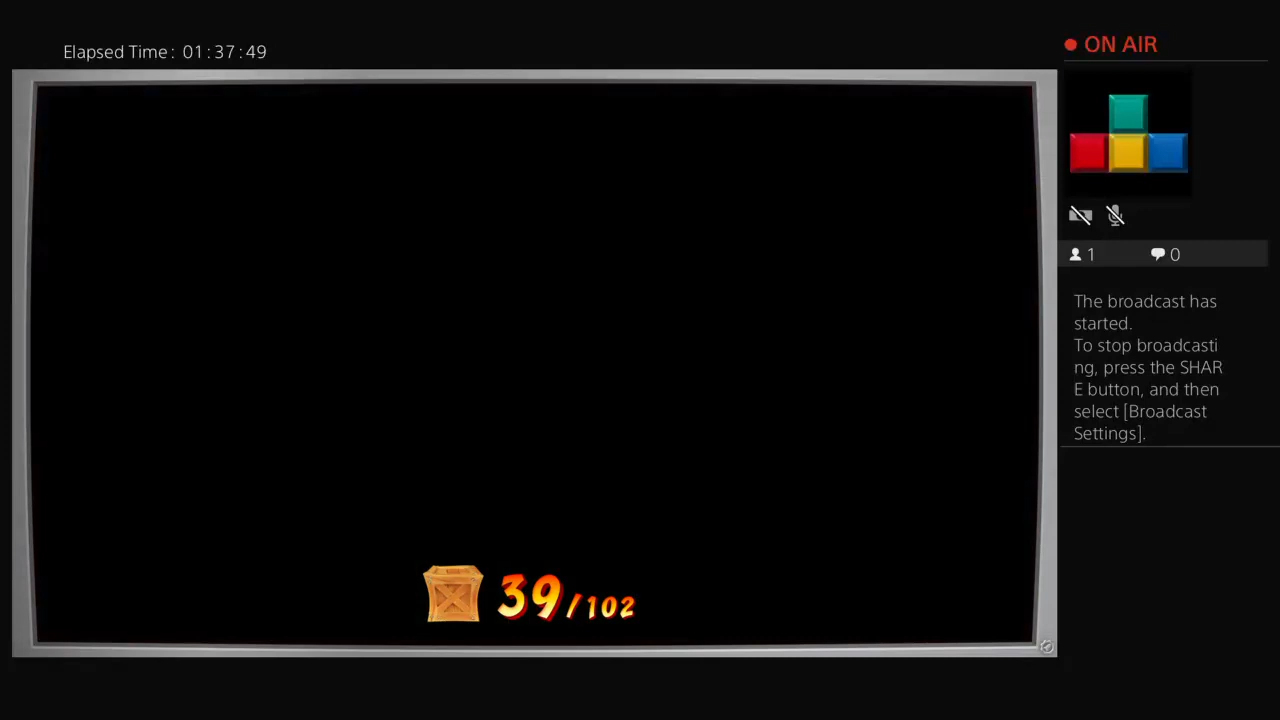 Elapsed Time: 01:37:49
ON AIR
1
0
The broadcast has
started.
To stop broadcasti
ng, press the SHAR
E button, and then
select [Broadcast
Settings].
39/102